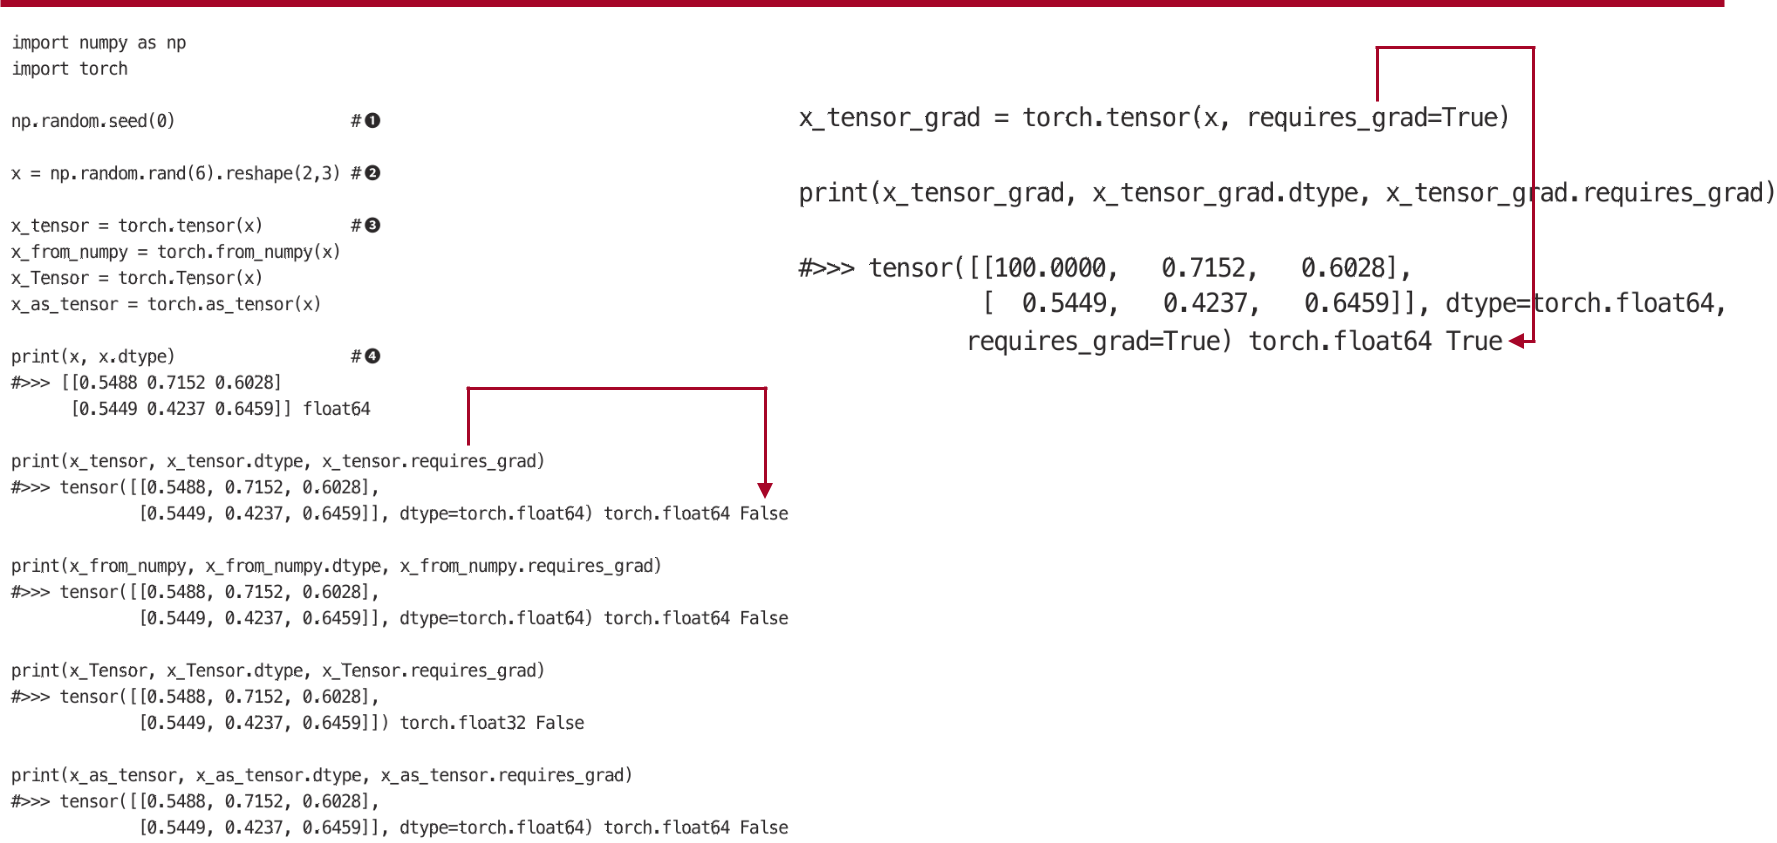 import numpy as np
import torch
np.random.seed(0) #❶
x = np.random.rand(6).reshape(2,3) #❷
x_tensor = torch.tensor(x) #❸
x_from_numpy = torch.from_numpy(x)
x_Tensor = torch.Tensor(x)
x_as_tensor = torch.as_tensor(x)
print(x, x.dtype) #❹
#>>> [[0.5488 0.7152 0.6028]
[0.5449 0.4237 0.6459]] float64
print(x_tensor, x_tensor.dtype, x_tensor.requires_grad)
#>>> tensor([[0.5488, 0.7152, 0.6028],
[0.5449, 0.4237, 0.6459]], dtype=torch.float64) torch.float64 False
print(x_from_numpy, x_from_numpy.dtype, x_from_numpy.requires_grad)
#>>> tensor([[0.5488, 0.7152, 0.6028],
[0.5449, 0.4237, 0.6459]], dtype=torch.float64) torch.float64 False
print(x_Tensor, x_Tensor.dtype, x_Tensor.requires_grad)
#>>> tensor([[0.5488, 0.7152, 0.6028],
[0.5449, 0.4237, 0.6459]]) torch.float32 False
print(x_as_tensor, x_as_tensor.dtype, x_as_tensor.requires_grad)
#>>> tensor([[0.5488, 0.7152, 0.6028],
[0.5449, 0.4237, 0.6459]], dtype=torch.float64) torch.float64 False
x_tensor_grad = torch.tensor(x, requires_grad=True)
print(x_tensor_grad, x_tensor_grad.dtype, x_tensor_grad.requires_grad)
#>>> tensor([[100.0000, 0.7152, 0.6028],
[ 0.5449, 0.4237, 0.6459]], dtype=torch.float64,
requires_grad=True) torch.float64 True